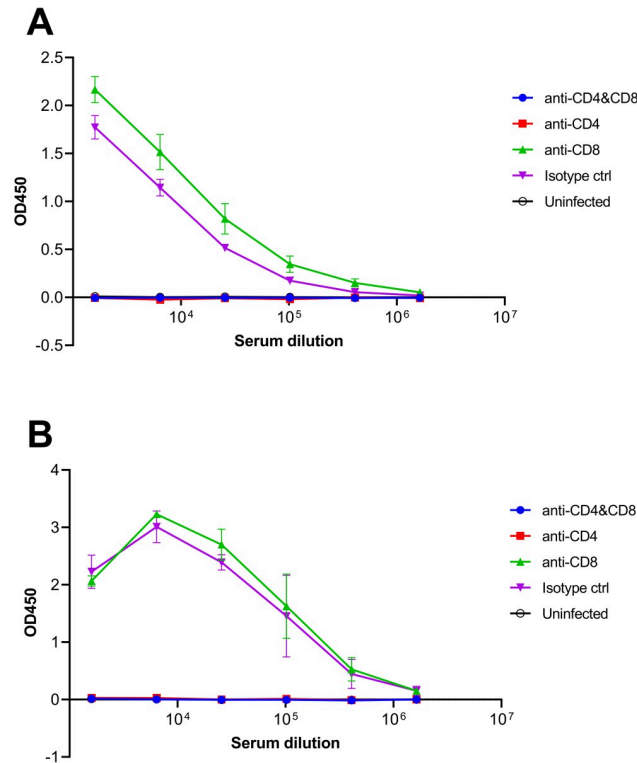 A
2.5
2.0
1.5
1.0
0.5
0.0
-0.5
OD450
10⁴
10⁵
10⁶
10⁷
Serum dilution
anti-CD4&CD8
anti-CD4
anti-CD8
Isotype ctrl
Uninfected
B
4
3
2
1
0
-1
OD450
10⁴
10⁵
10⁶
10⁷
Serum dilution
anti-CD4&CD8
anti-CD4
anti-CD8
Isotype ctrl
Uninfected